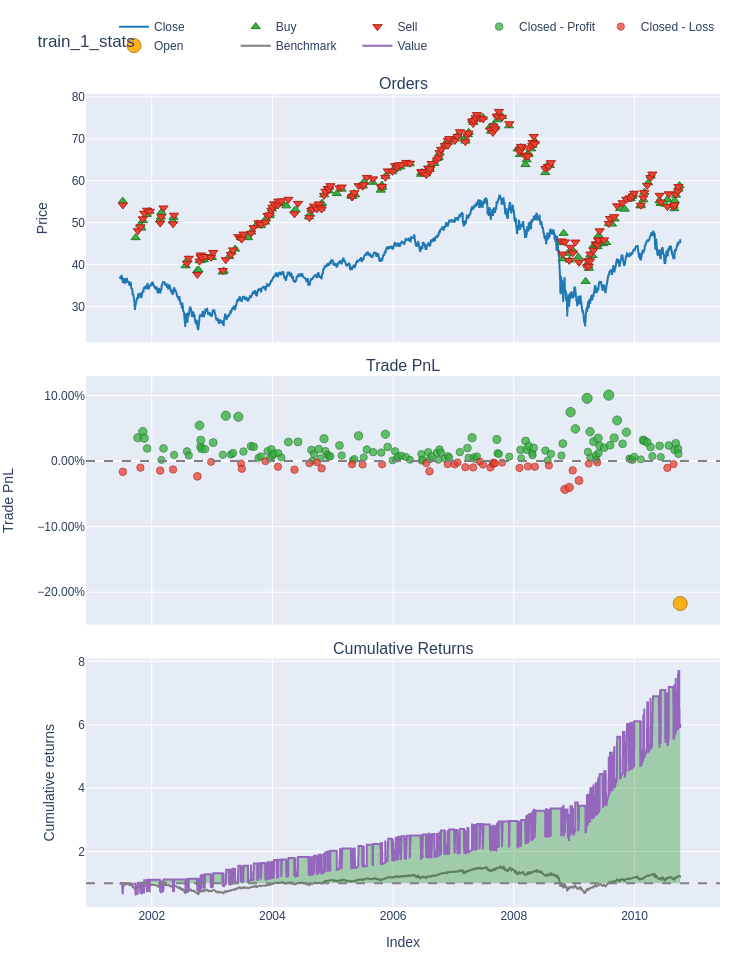 Close Buy Sell Closed - Profit Closed - Loss
train_1_stats Open Benchmark Value
Orders
80
70
60
50
40
30
Price
Trade PnL
10.00%
0.00%
−10.00%
−20.00%
Trade PnL
Cumulative Returns
8
6
4
2
Cumulative returns
2002 2004 2006 2008 2010
Index